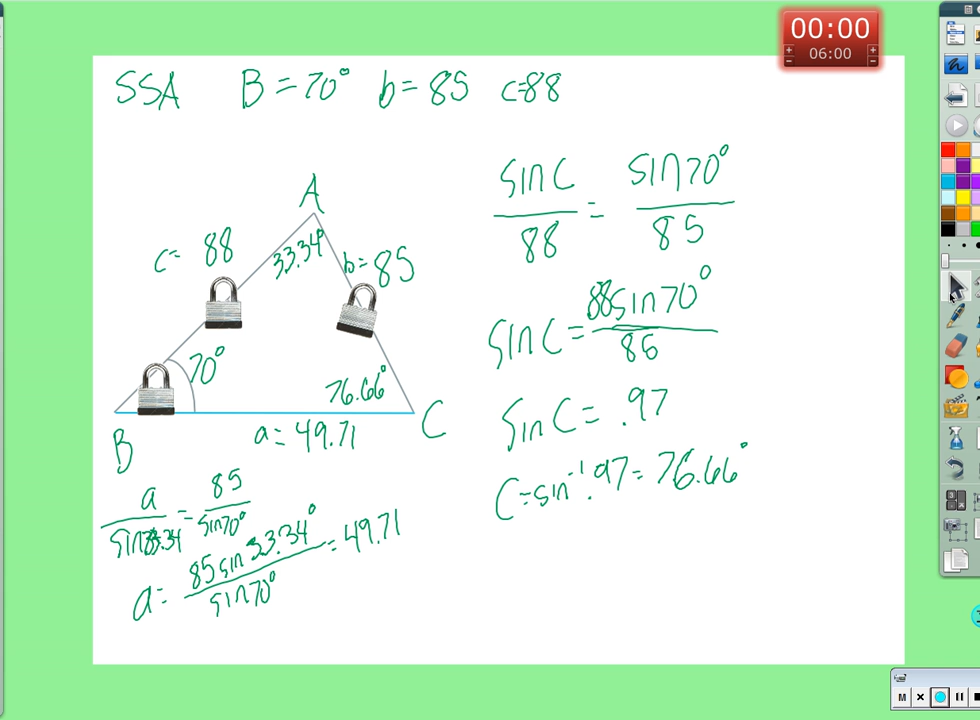 00:00
06:00
SSA B = 70° b = 85 c=88
sin C / 88 = sin 70° / 85
A
c= 88
33.34°
b= 85
sin C = 88 sin 70° / 85
70°
76.66°
B
a = 49.71
C
sin C = .97
C = sin⁻¹ .97 = 76.66°
a / sin 33.34 = 85 / sin 70°
a = 85 sin 33.34° / sin 70° = 49.71
M